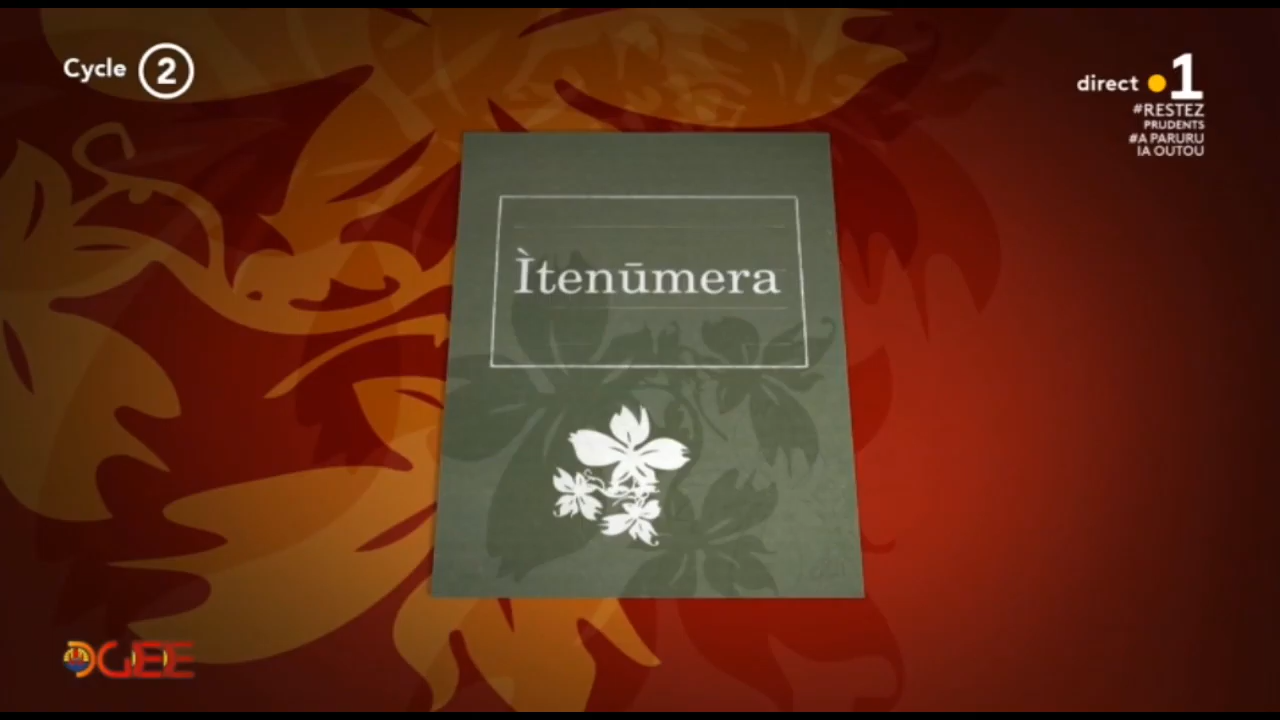 Cycle 2
direct 1
#RESTEZ
PRUDENTS
#A PARURU
IA OUTOU
Ìtenūmera
DGEE